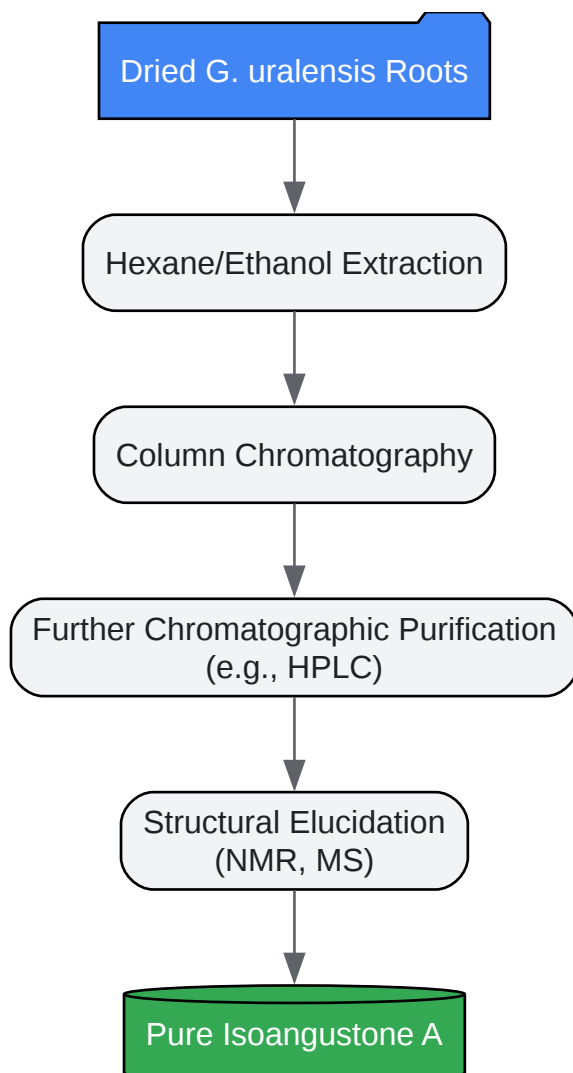 Dried G. uralensis Roots
Hexane/Ethanol Extraction
Column Chromatography
Further Chromatographic Purification
(e.g., HPLC)
Structural Elucidation
(NMR, MS)
Pure Isoangustone A